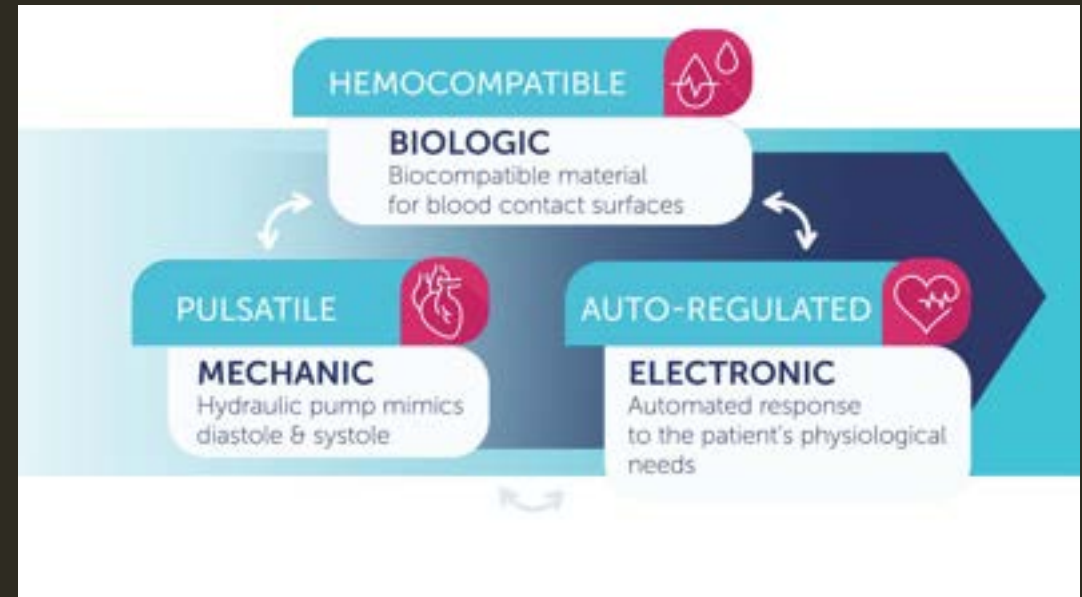 HEMOCOMPATIBLE
BIOLOGIC
Biocompatible material
for blood contact surfaces
PULSATILE
MECHANIC
Hydraulic pump mimics
diastole & systole
AUTO-REGULATED
ELECTRONIC
Automated response
to the patient's physiological
needs